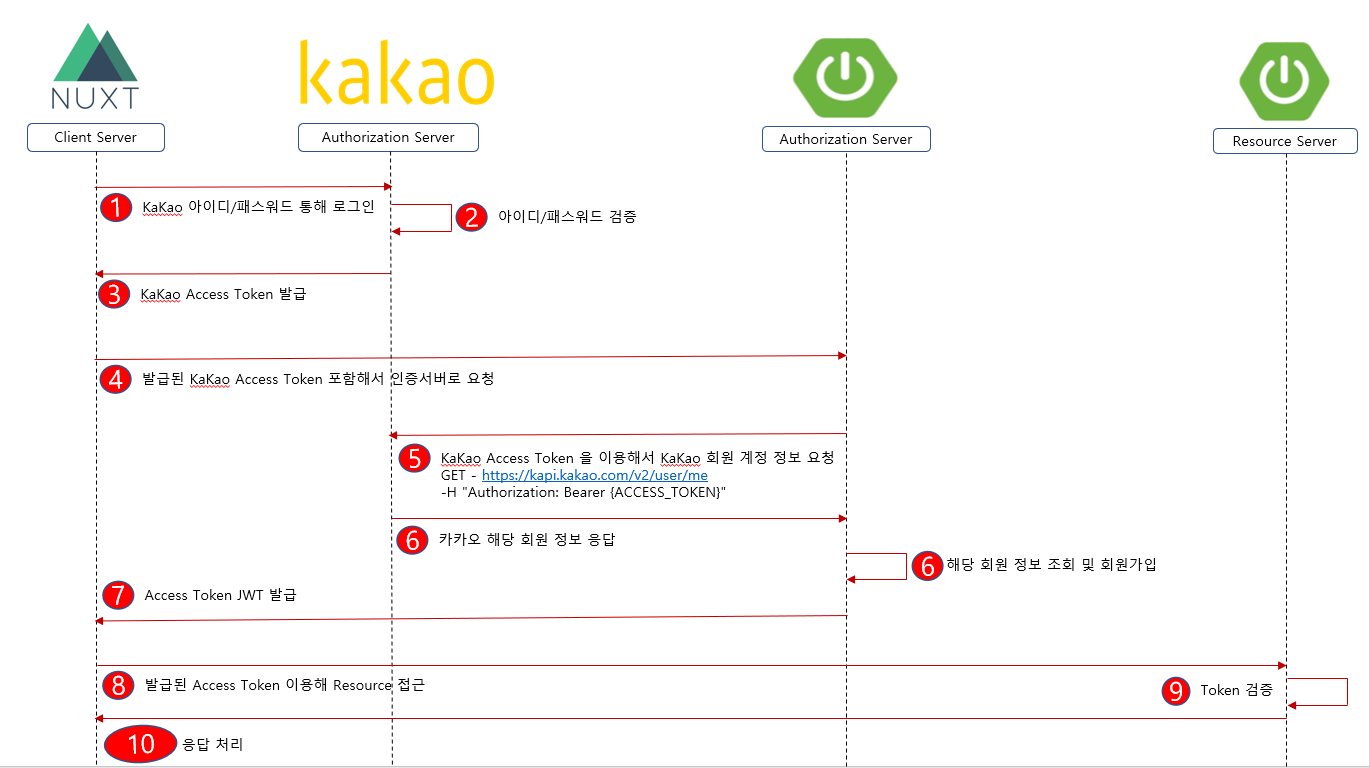 NUXT
kakao
Client Server
Authorization Server
Authorization Server
Resource Server
1 KaKao 아이디/패스워드 통해 로그인
2 아이디/패스워드 검증
3 KaKao Access Token 발급
4 발급된 KaKao Access Token 포함해서 인증서버로 요청
5 KaKao Access Token 을 이용해서 KaKao 회원 계정 정보 요청
GET - https://kapi.kakao.com/v2/user/me
-H "Authorization: Bearer {ACCESS_TOKEN}"
6 카카오 해당 회원 정보 응답
6 해당 회원 정보 조회 및 회원가입
7 Access Token JWT 발급
8 발급된 Access Token 이용해 Resource 접근
9 Token 검증
10 응답 처리